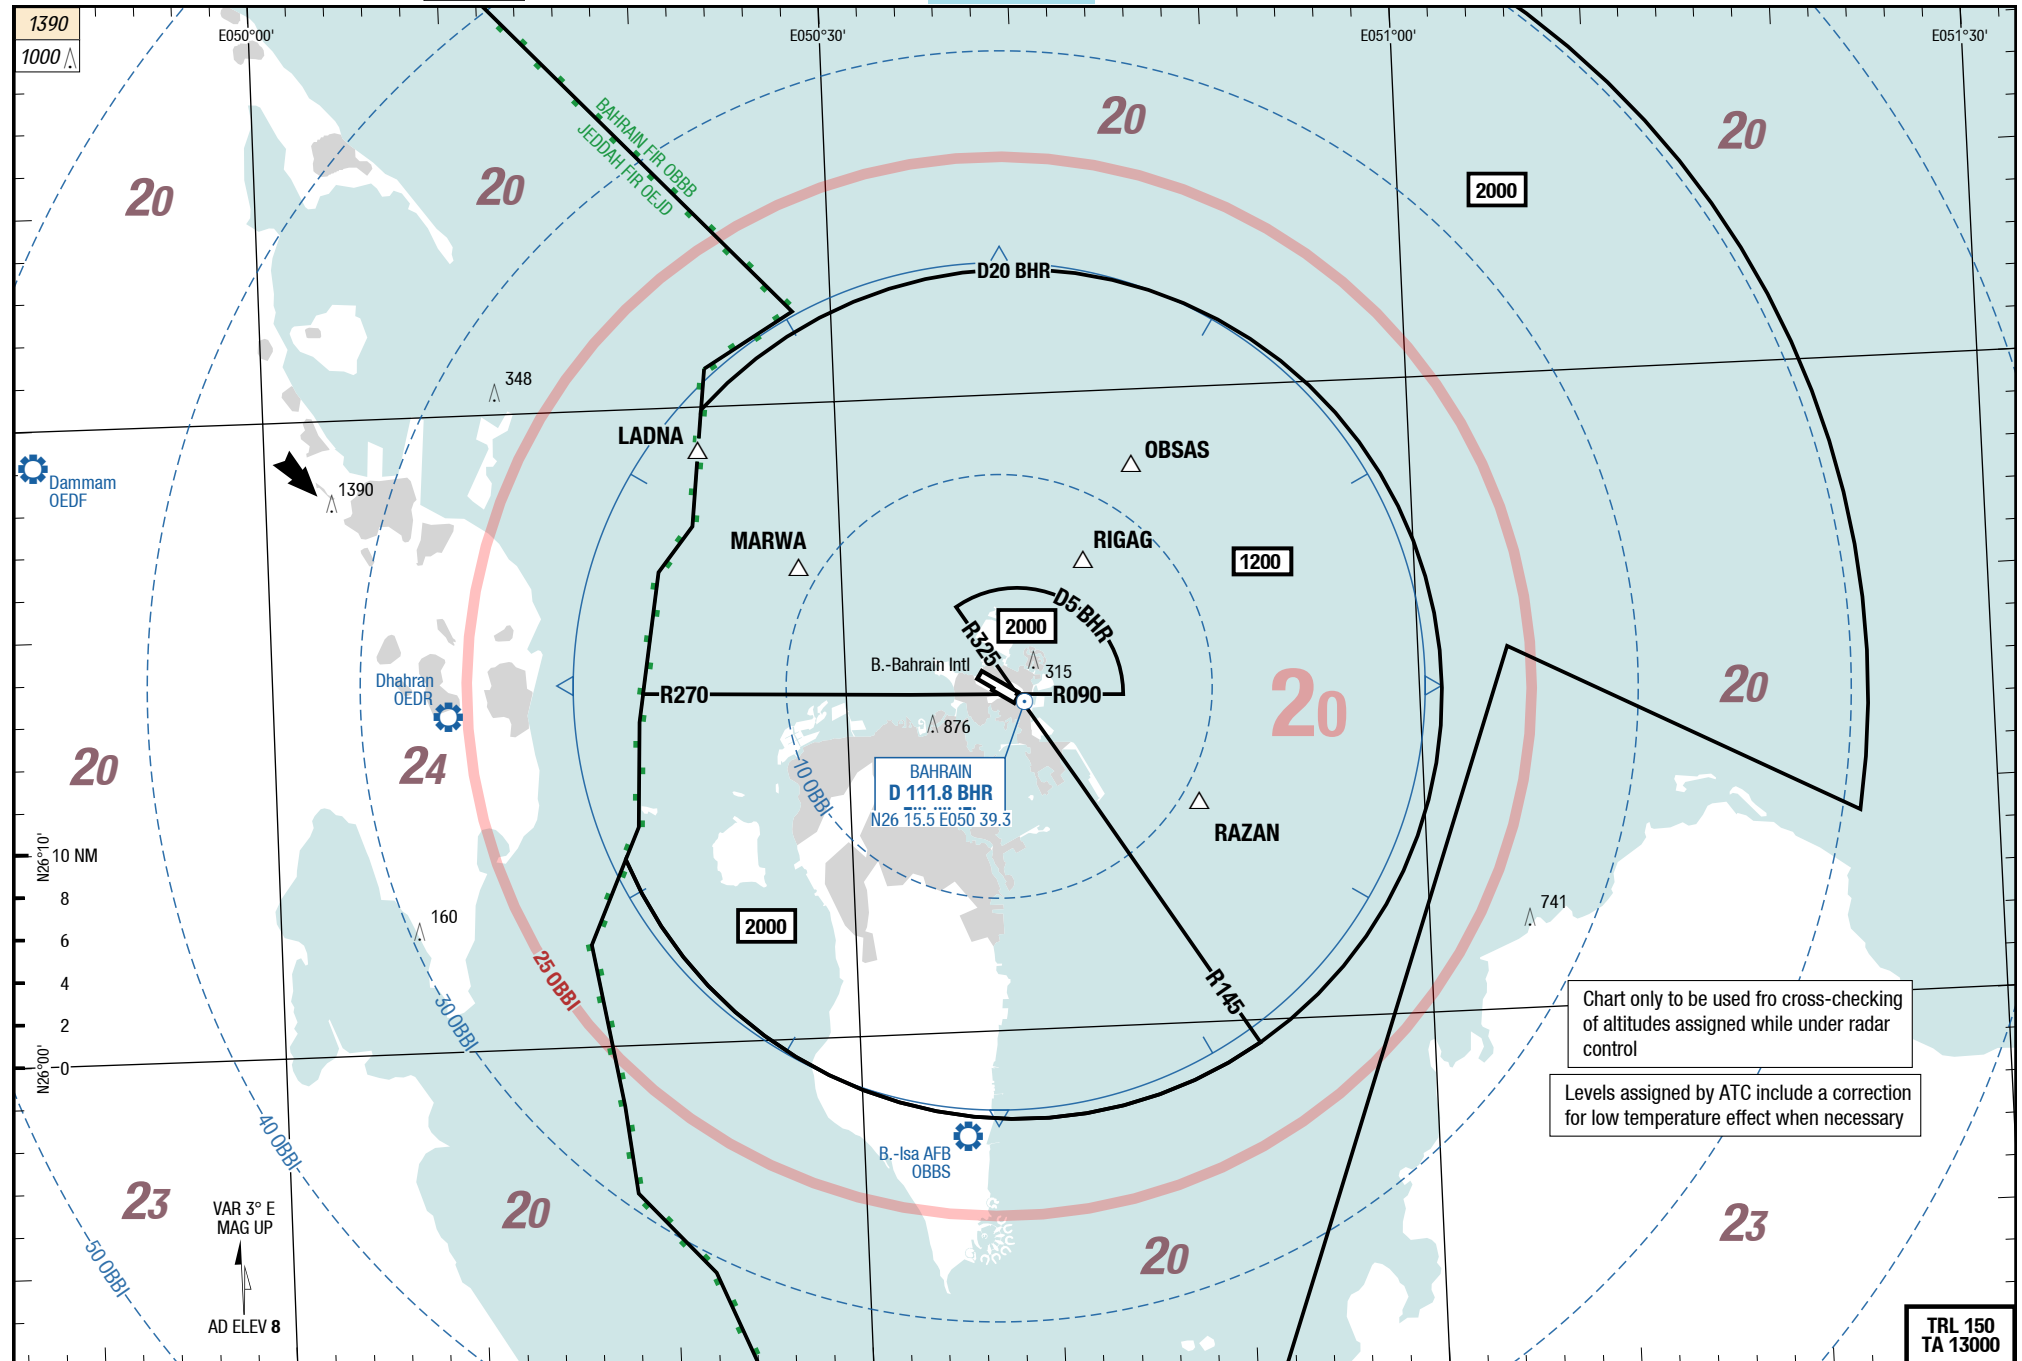 1390
1000
E050°00'
E050°30'
E051°00'
E051°30'
BAHRAIN FIR OBBB
JEDDAH FIR OEJD
20
20
20
20
2000
D20 BHR
348
LADNA
OBSAS
Dammam
OEDF
1390
MARWA
RIGAG
1200
D5 BHR
2000
R325
B.-Bahrain Intl
315
Dhahran
OEDR
R270
R090
20
20
876
24
20
BAHRAIN
D 111.8 BHR
N26 15.5 E050 39.3
10 OBBI
RAZAN
N26°10'
10 NM
8
6
4
2
0
N26°00'
160
2000
741
25 OBBI
R145
30 OBBI
Chart only to be used fro cross-checking
of altitudes assigned while under radar
control
Levels assigned by ATC include a correction
for low temperature effect when necessary
40 OBBI
B.-Isa AFB
OBBS
23
20
20
23
VAR 3° E
MAG UP
50 OBBI
AD ELEV 8
TRL 150
TA 13000